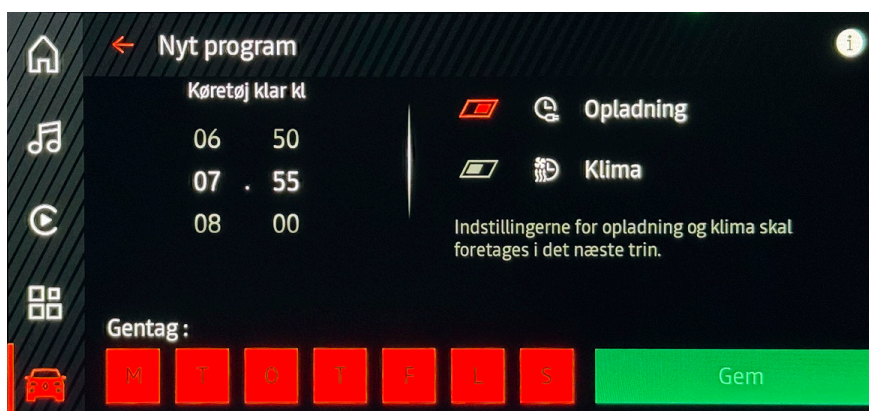 Nyt program
i
Køretøj klar kl
06 50
07 . 55
08 00
Opladning
Klima
Indstillingerne for opladning og klima skal
foretages i det næste trin.
Gentag :
M T O T F L S
Gem